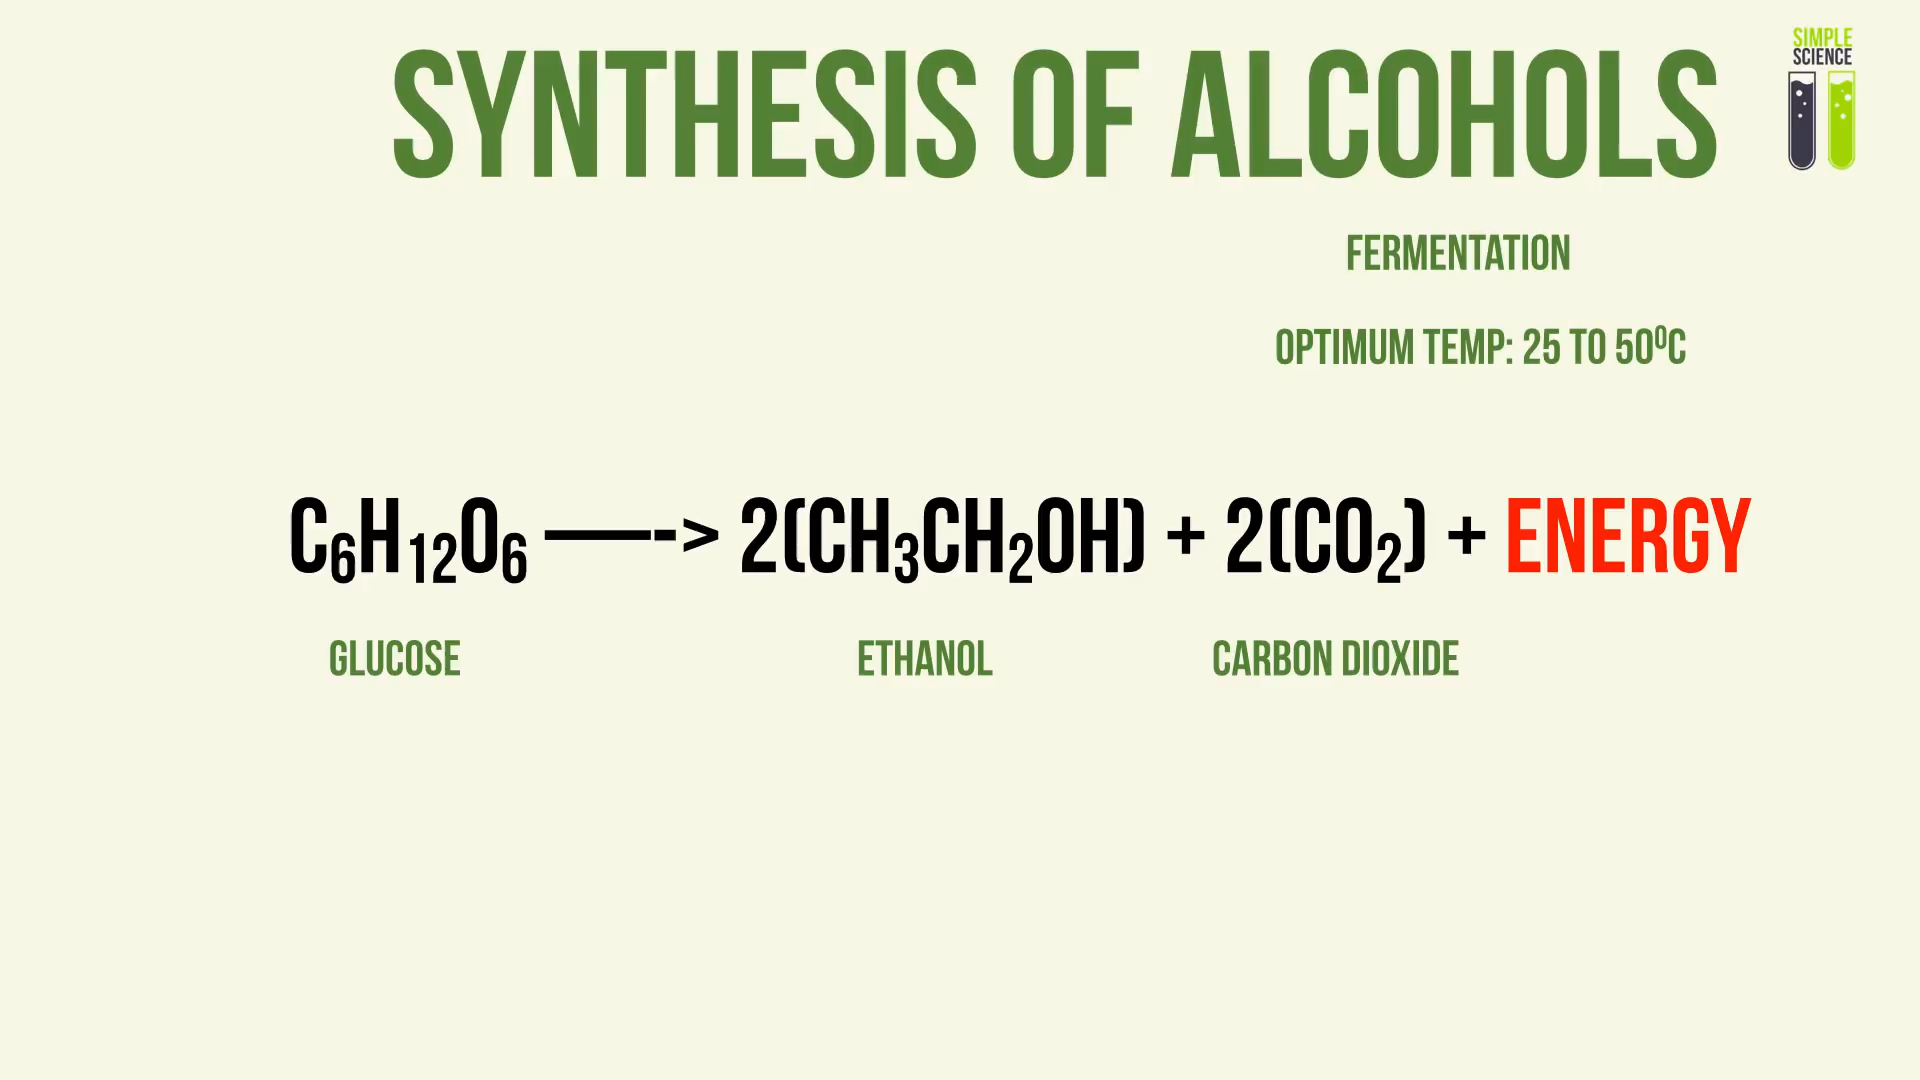 SYNTHESIS OF ALCOHOLS
SIMPLE
SCIENCE
FERMENTATION
OPTIMUM TEMP: 25 TO 50⁰C
C₆H₁₂O₆ ——-> 2(CH₃CH₂OH) + 2(CO₂) + ENERGY
GLUCOSE ETHANOL CARBON DIOXIDE